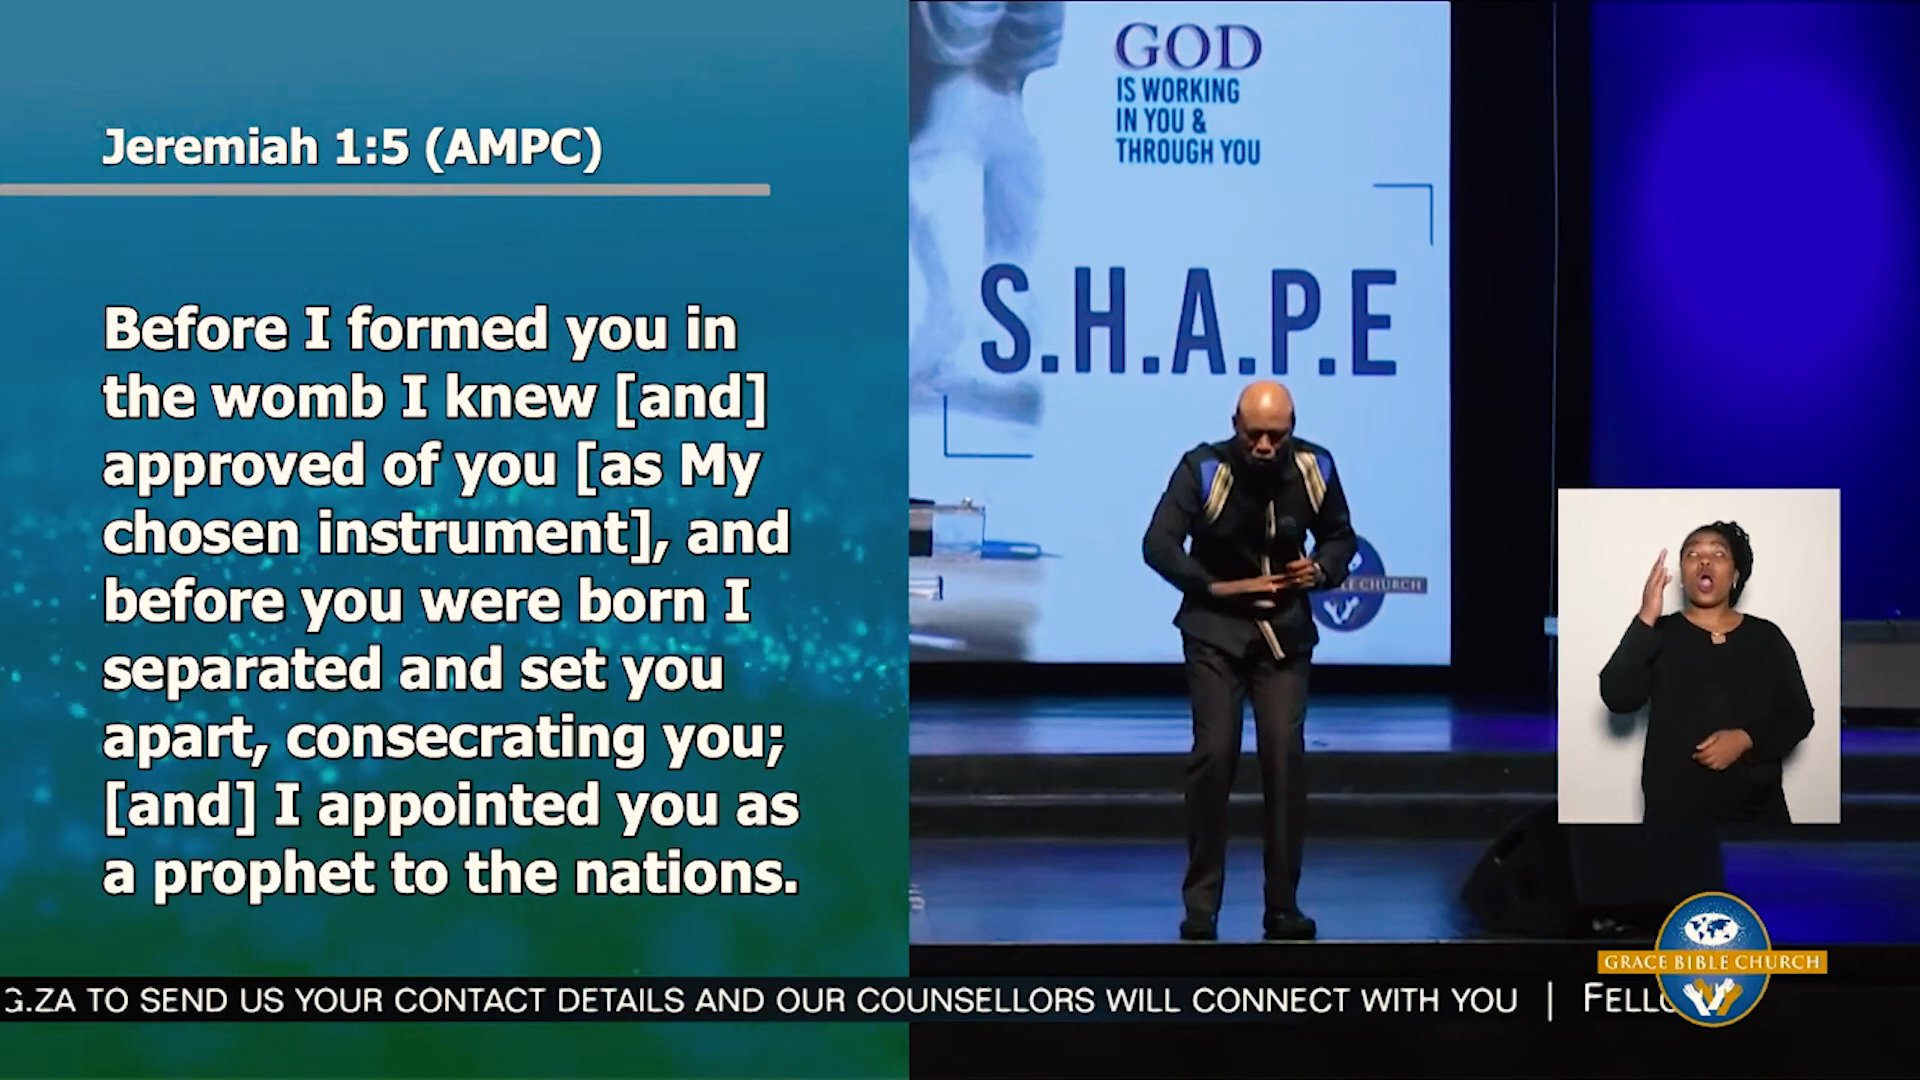 Jeremiah 1:5 (AMPC)
Before I formed you in
the womb I knew [and]
approved of you [as My
chosen instrument], and
before you were born I
separated and set you
apart, consecrating you;
[and] I appointed you as
a prophet to the nations.
GOD
IS WORKING
IN YOU &
THROUGH YOU
S.H.A.P.E
CHURCH
GRACE BIBLE CHURCH
G.ZA TO SEND US YOUR CONTACT DETAILS AND OUR COUNSELLORS WILL CONNECT WITH YOU |